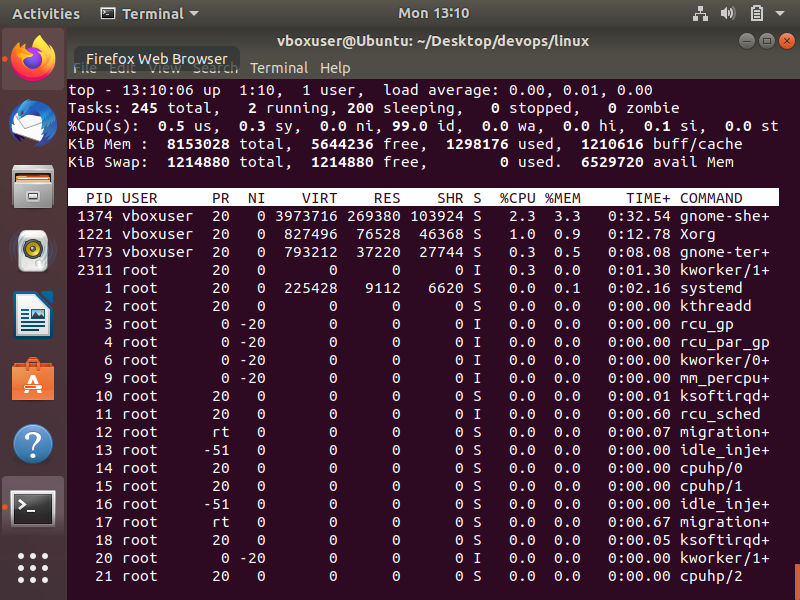 Activities Terminal Mon 13:10
vboxuser@Ubuntu: ~/Desktop/devops/linux
Firefox Web Browser
File Edit View Search Terminal Help
top - 13:10:06 up  1:10,  1 user,  load average: 0.00, 0.01, 0.00
Tasks: 245 total,   2 running, 200 sleeping,   0 stopped,   0 zombie
%Cpu(s):  0.5 us,  0.3 sy,  0.0 ni, 99.0 id,  0.0 wa,  0.0 hi,  0.1 si,  0.0 st
KiB Mem :  8153028 total,  5644236 free,  1298176 used,  1210616 buff/cache
KiB Swap:  1214880 total,  1214880 free,        0 used.  6529720 avail Mem
PID USER      PR  NI    VIRT    RES    SHR S  %CPU %MEM     TIME+ COMMAND
1374 vboxuser  20   0 3973716 269380 103924 S   2.3  3.3   0:32.54 gnome-she+
1221 vboxuser  20   0  827496  76528  46368 S   1.0  0.9   0:12.78 Xorg
1773 vboxuser  20   0  793212  37220  27744 S   0.3  0.5   0:08.08 gnome-ter+
2311 root      20   0       0      0      0 I   0.3  0.0   0:01.30 kworker/1+
1 root      20   0  225428   9112   6620 S   0.0  0.1   0:02.16 systemd
2 root      20   0       0      0      0 S   0.0  0.0   0:00.00 kthreadd
3 root       0 -20       0      0      0 I   0.0  0.0   0:00.00 rcu_gp
4 root       0 -20       0      0      0 I   0.0  0.0   0:00.00 rcu_par_gp
6 root       0 -20       0      0      0 I   0.0  0.0   0:00.00 kworker/0+
9 root       0 -20       0      0      0 I   0.0  0.0   0:00.00 mm_percpu+
10 root      20   0       0      0      0 S   0.0  0.0   0:00.01 ksoftirqd+
11 root      20   0       0      0      0 I   0.0  0.0   0:00.60 rcu_sched
12 root      rt   0       0      0      0 S   0.0  0.0   0:00.07 migration+
13 root     -51   0       0      0      0 S   0.0  0.0   0:00.00 idle_inje+
14 root      20   0       0      0      0 S   0.0  0.0   0:00.00 cpuhp/0
15 root      20   0       0      0      0 S   0.0  0.0   0:00.00 cpuhp/1
16 root     -51   0       0      0      0 S   0.0  0.0   0:00.00 idle_inje+
17 root      rt   0       0      0      0 S   0.0  0.0   0:00.67 migration+
18 root      20   0       0      0      0 S   0.0  0.0   0:00.05 ksoftirqd+
20 root       0 -20       0      0      0 I   0.0  0.0   0:00.00 kworker/1+
21 root      20   0       0      0      0 S   0.0  0.0   0:00.00 cpuhp/2